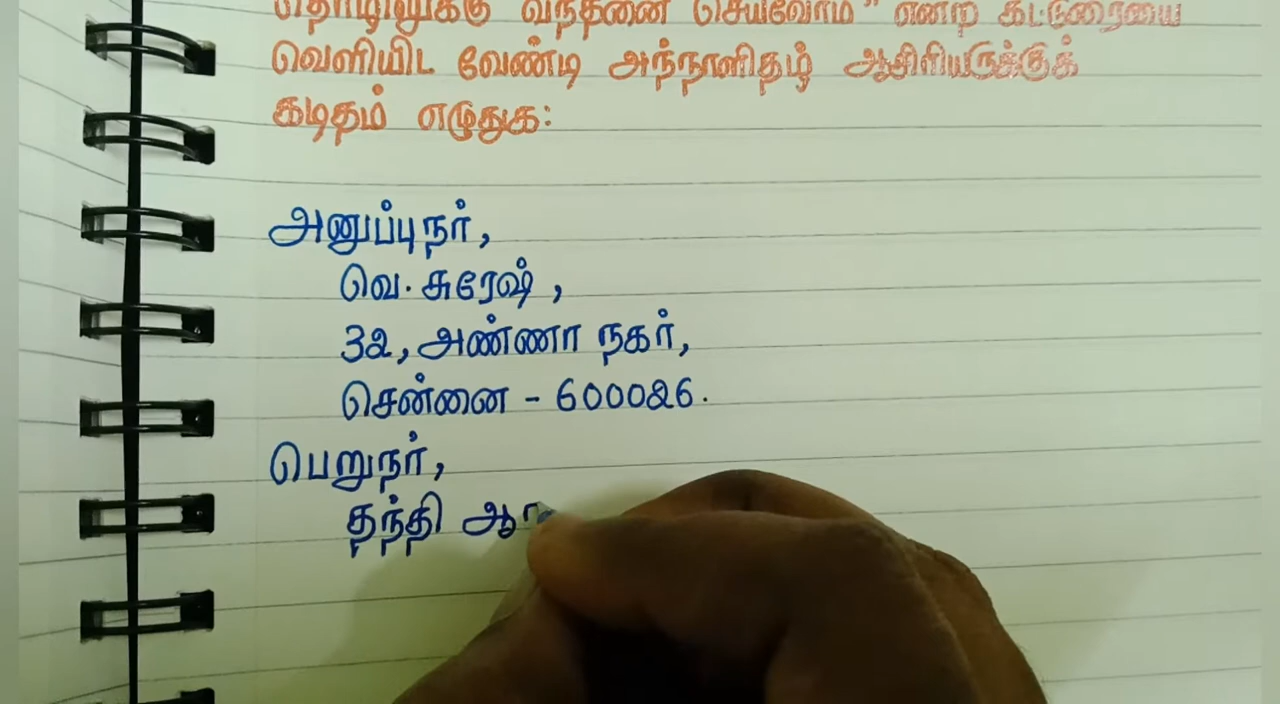 வந்தனை செய்வோம்" என்ற கட்டுரையை
வெளியிட வேண்டி அந்நாளிதழ் ஆசிரியருக்குக்
கடிதம் எழுதுக:
அனுப்புநர்,
வெ. சுரேஷ்,
32, அண்ணா நகர்,
சென்னை - 600026.
பெறுநர்,
தந்தி